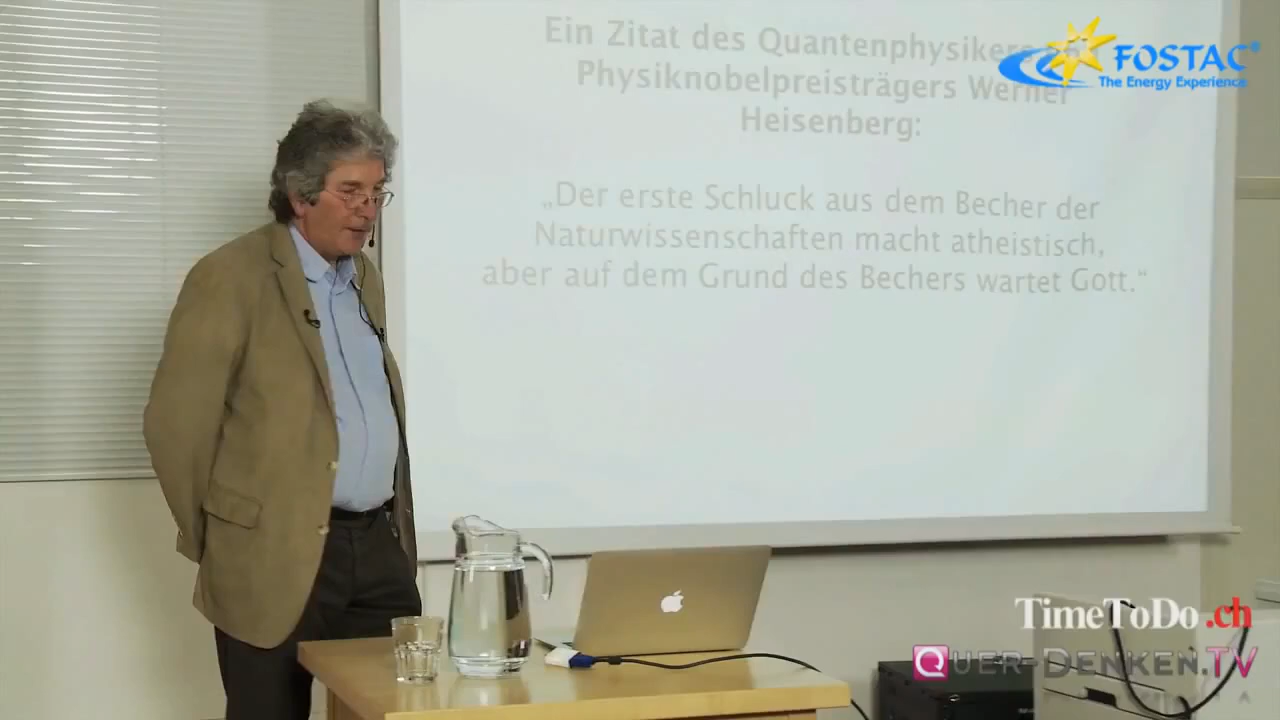 Ein Zitat des Quantenphysikers
Physiknobelpreisträgers Werner
Heisenberg:
„Der erste Schluck aus dem Becher der
Naturwissenschaften macht atheistisch,
aber auf dem Grund des Bechers wartet Gott.“
FOSTAC®
The Energy Experience.
TimeToDo.ch
QUER-DENKEN.TV